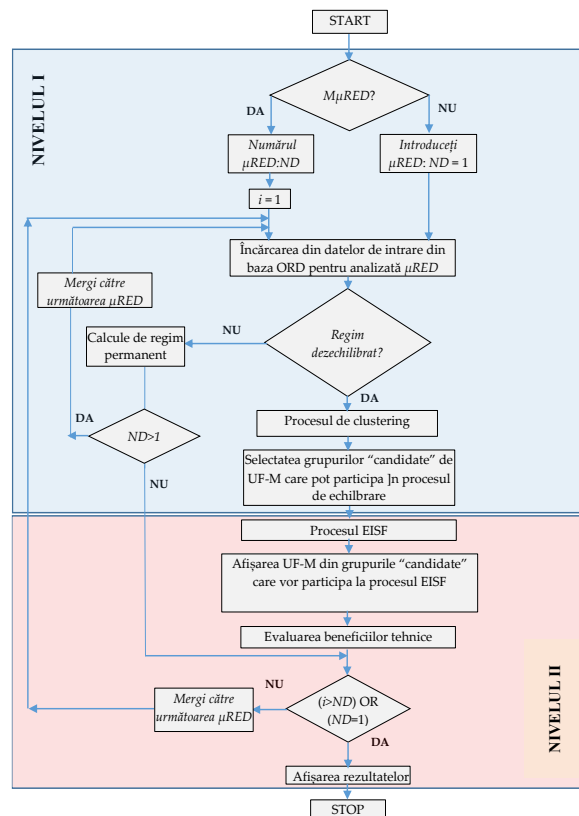 START
NIVELUL I
MµRED?
DA
NU
Numărul
µRED:ND
Introduceți
µRED: ND = 1
i = 1
Încărcarea din datelor de intrare din
baza ORD pentru analizată µRED
Mergi către
următoarea µRED
NU
Calcule de regim
permanent
Regim
dezechilibrat?
DA
DA
Procesul de clustering
ND>1
NU
Selectatea grupurilor “candidate” de
UF-M care pot participa ]n procesul
de echilbrare
Procesul EISF
Afișarea UF-M din grupurile “candidate”
care vor participa la procesul EISF
Evaluarea beneficiilor tehnice
NIVELUL II
NU
Mergi către
următoarea µRED
(i>ND) OR
(ND=1)
DA
Afișarea rezultatelor
STOP